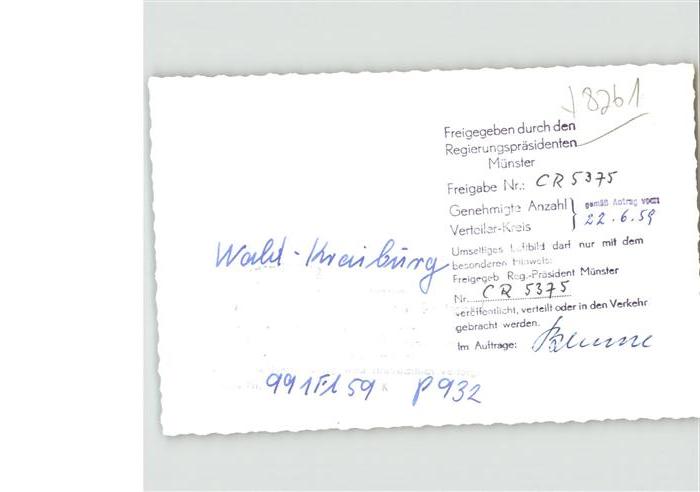 J8261
Freigegeben durch den
Regierungspräsidenten
Münster
Freigabe Nr.: CR 5375
Genehmigte Anzahl } gemäß Antrag vom
Verteiler-Kreis 22.6.59
Umseitiges Luftbild darf nur mit dem
besonderen Hinweis:
Freigegeb Reg.-Präsident Münster
Nr. CR 5375
veröffentlicht, verteilt oder in den Verkehr
gebracht werden.
Im Auftrage:
Wald-Kraiburg
P 932